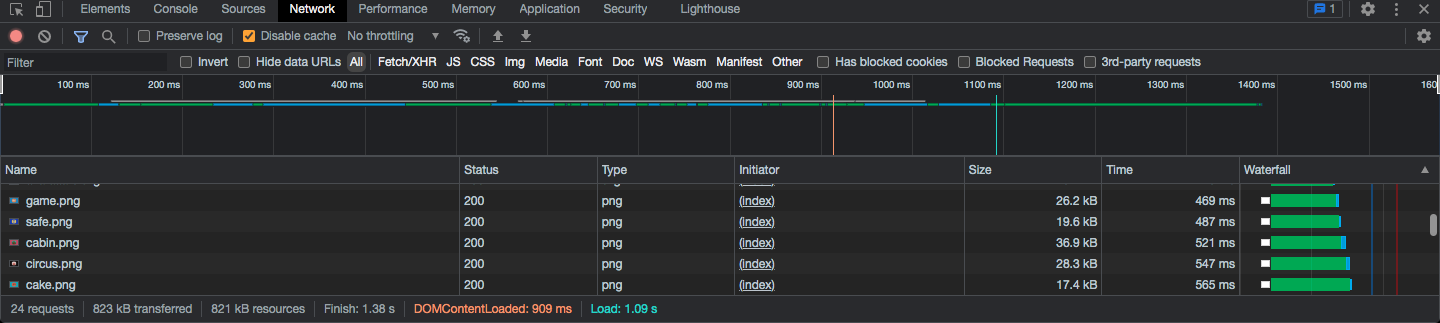 Elements Console Sources Network Performance Memory Application Security Lighthouse 1
Preserve log Disable cache No throttling
Filter Invert Hide data URLs All Fetch/XHR JS CSS Img Media Font Doc WS Wasm Manifest Other Has blocked cookies Blocked Requests 3rd-party requests
100 ms 200 ms 300 ms 400 ms 500 ms 600 ms 700 ms 800 ms 900 ms 1000 ms 1100 ms 1200 ms 1300 ms 1400 ms 1500 ms 160
Name Status Type Initiator Size Time Waterfall
game.png 200 png (index) 26.2 kB 469 ms
safe.png 200 png (index) 19.6 kB 487 ms
cabin.png 200 png (index) 36.9 kB 521 ms
circus.png 200 png (index) 28.3 kB 547 ms
cake.png 200 png (index) 17.4 kB 565 ms
24 requests 823 kB transferred 821 kB resources Finish: 1.38 s DOMContentLoaded: 909 ms Load: 1.09 s